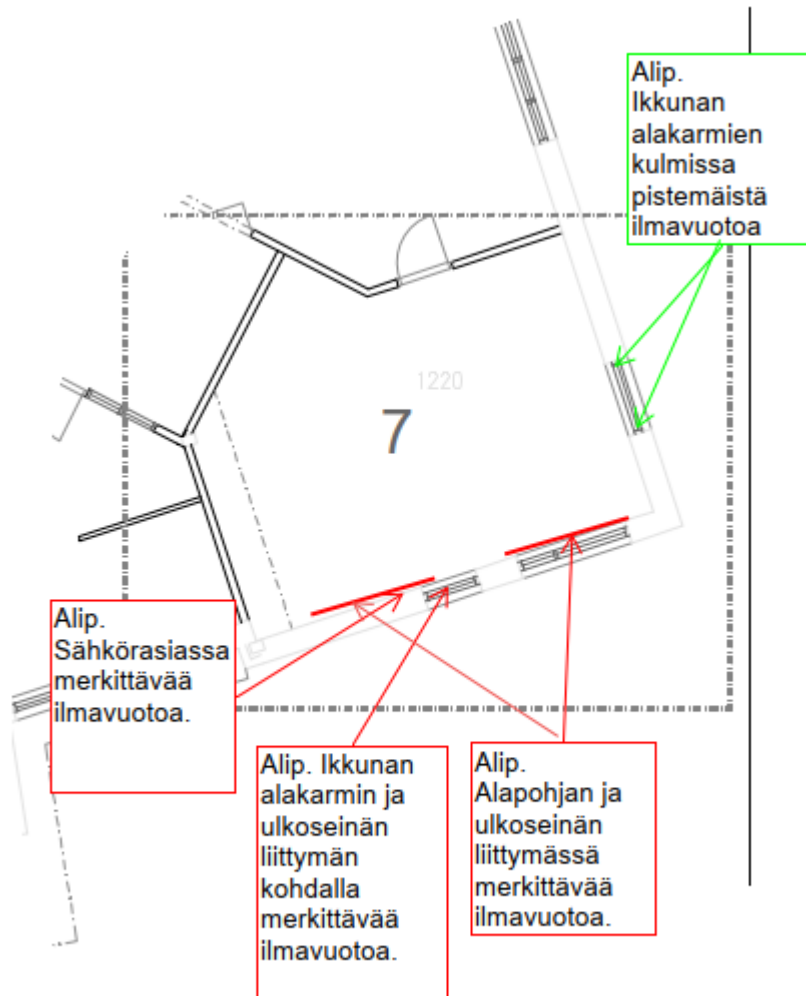 Alip.
Ikkunan
alakarmien
kulmissa
pistemäistä
ilmavuotoa
1220
7
Alip.
Sähkörasiassa
merkittävää
ilmavuotoa.
Alip. Ikkunan
alakarmin ja
ulkoseinän
liittymän
kohdalla
merkittävää
ilmavuotoa.
Alip.
Alapohjan ja
ulkoseinän
liittymässä
merkittävää
ilmavuotoa.